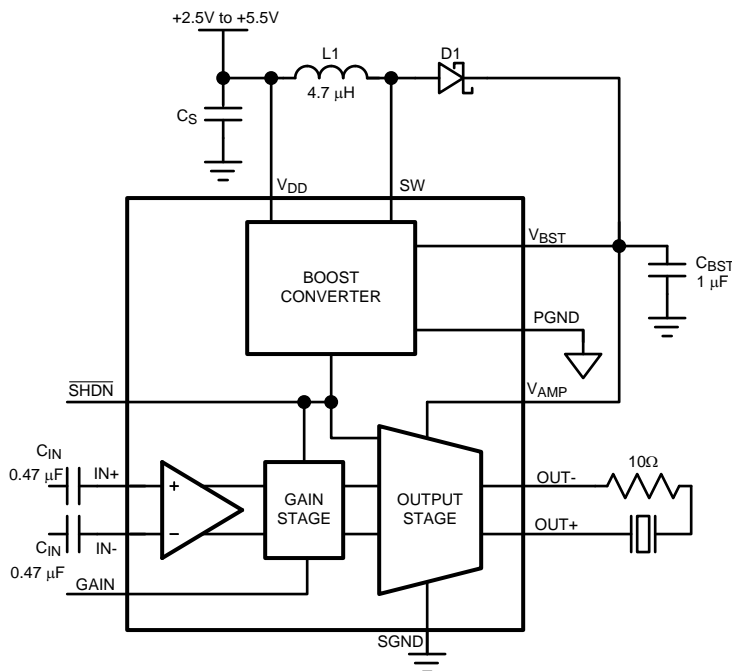 +2.5V to +5.5V
L1
D1
4.7 μH
CS
VDD
SW
VBST
BOOST
CONVERTER
CBST
1 μF
PGND
SHDN
VAMP
CIN
0.47 μF
IN+
+
GAIN
STAGE
OUTPUT
STAGE
OUT-
10Ω
−
OUT+
CIN
IN-
0.47 μF
GAIN
SGND